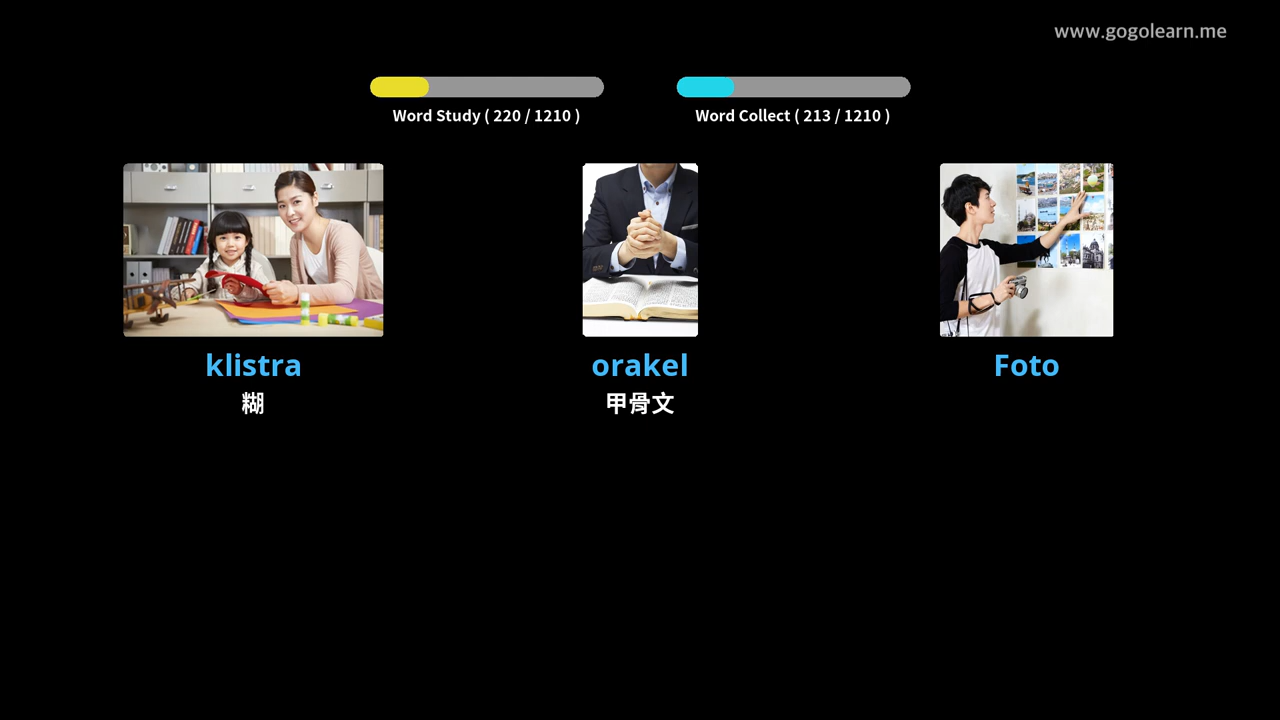 www.gogolearn.me
Word Study ( 220 / 1210 )
Word Collect ( 213 / 1210 )
klistra
糊
orakel
甲骨文
Foto